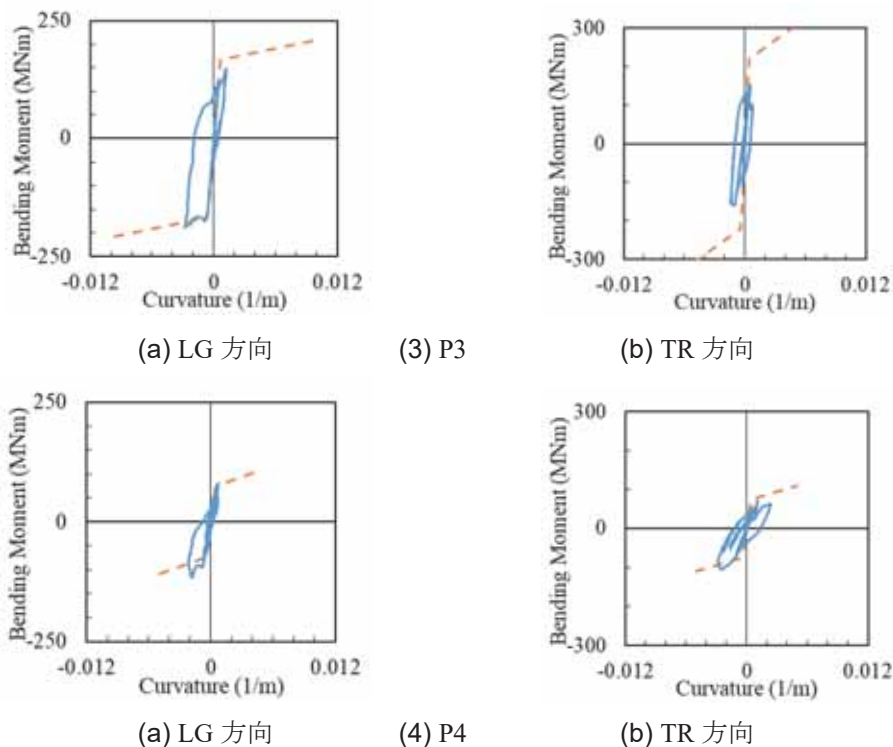 250
Bending Moment (MNm)
0
-250
-0.012 0 0.012
Curvature (1/m)
300
Bending Moment (MNm)
0
-300
-0.012 0 0.012
Curvature (1/m)
(a) LG 方向 (3) P3 (b) TR 方向
250
Bending Moment (MNm)
0
-250
-0.012 0 0.012
Curvature (1/m)
300
Bending Moment (MNm)
0
-300
-0.012 0 0.012
Curvature (1/m)
(a) LG 方向 (4) P4 (b) TR 方向